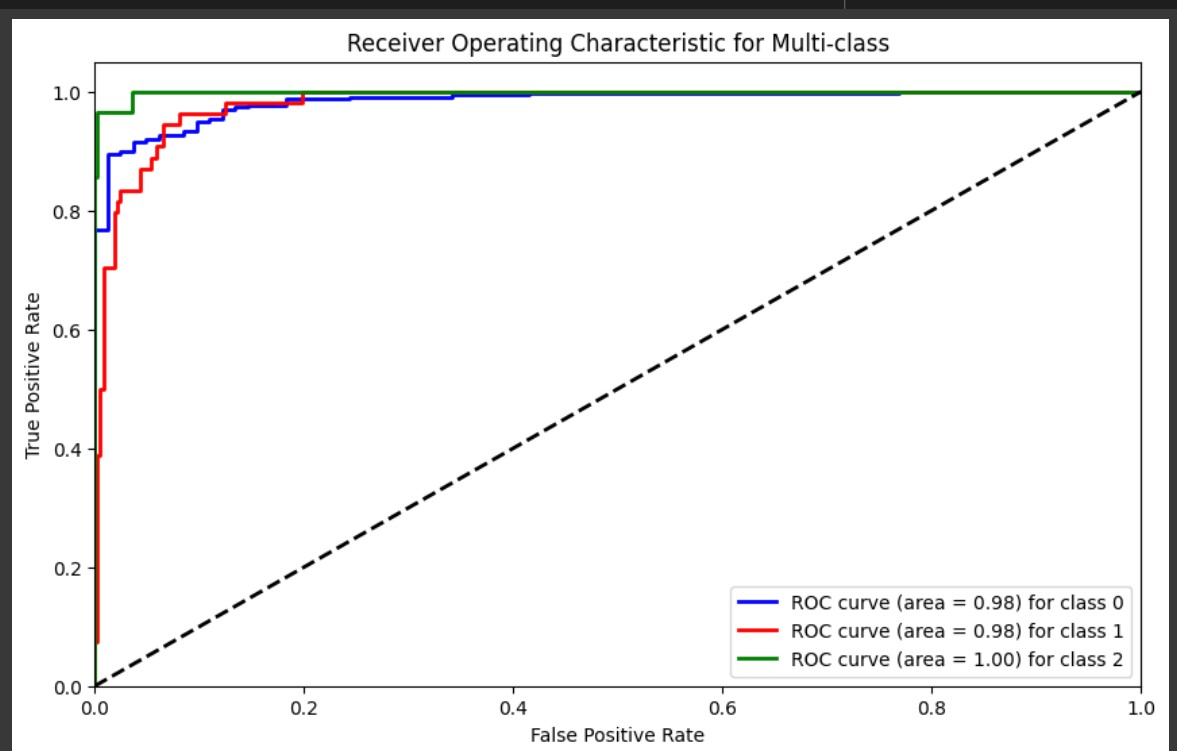 Receiver Operating Characteristic for Multi-class
1.0
0.8
0.6
0.4
0.2
0.0
True Positive Rate
ROC curve (area = 0.98) for class 0
ROC curve (area = 0.98) for class 1
ROC curve (area = 1.00) for class 2
0.0 0.2 0.4 0.6 0.8 1.0
False Positive Rate